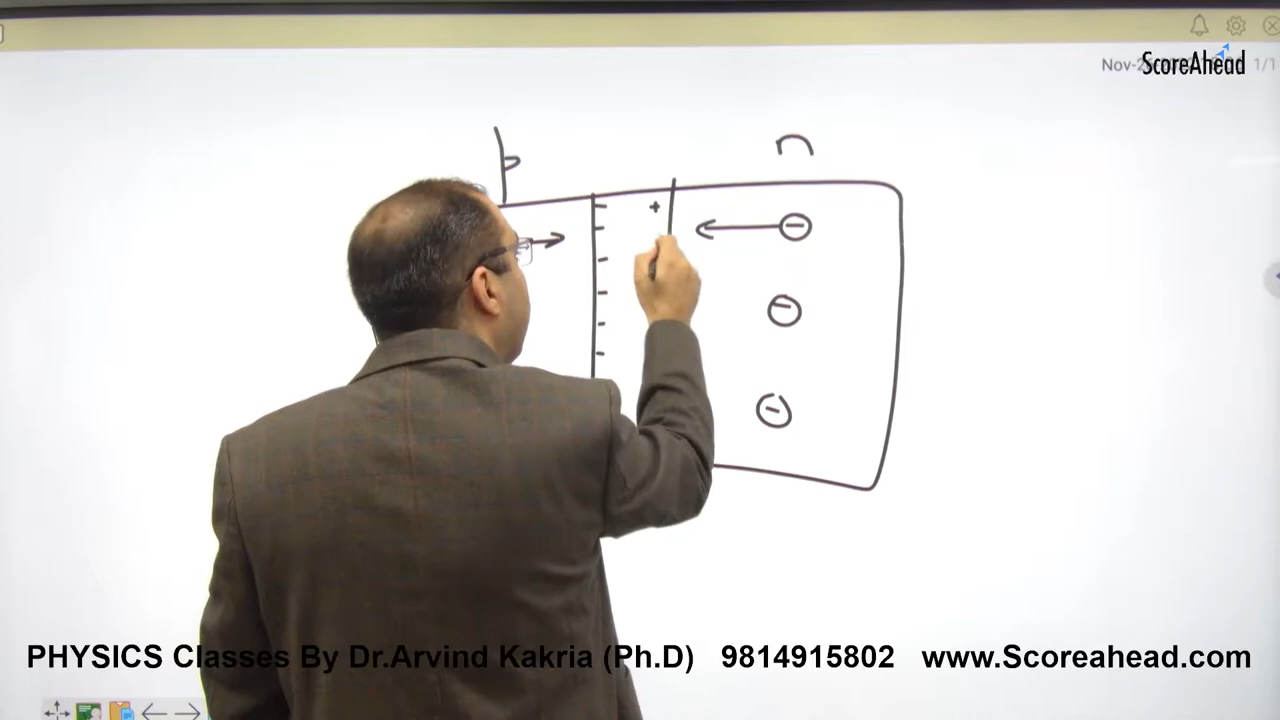 ScoreAhead
Nov-2
1/1
p
n
+
PHYSICS Classes By Dr.Arvind Kakria (Ph.D) 9814915802 www.Scoreahead.com